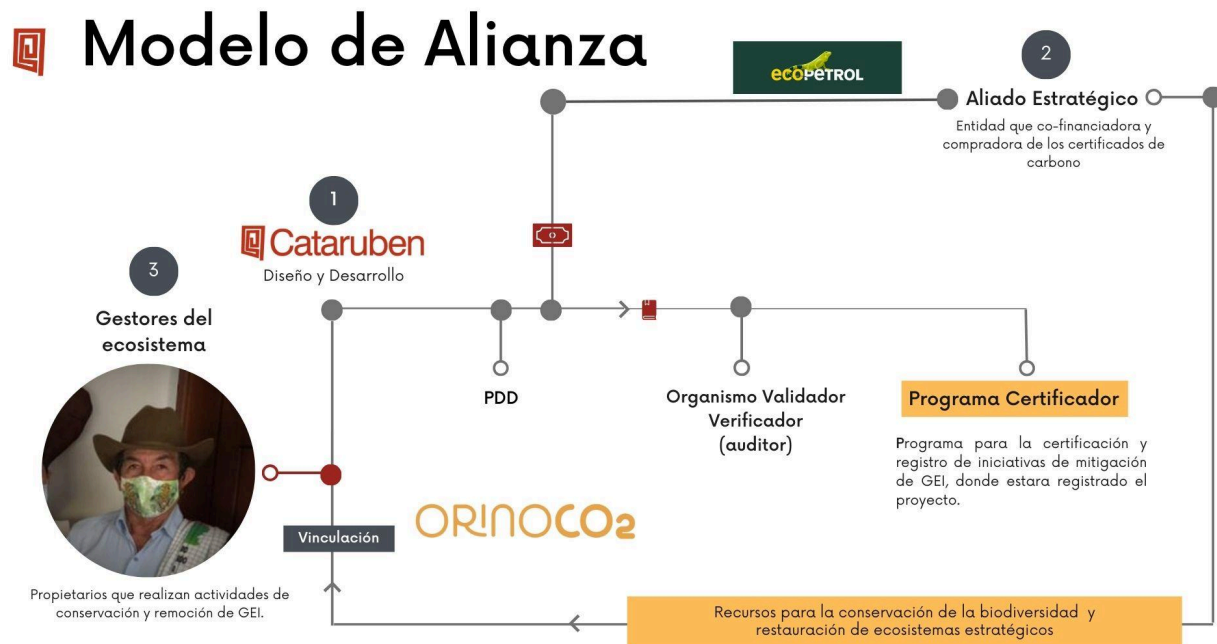 Modelo de Alianza
ecoPETROL
2
Aliado Estratégico
Entidad que co-financiadora y
compradora de los certificados de
carbono
1
Cataruben
Diseño y Desarrollo
3
Gestores del
ecosistema
PDD
Organismo Validador
Verificador
(auditor)
Programa Certificador
Programa para la certificación y
registro de iniciativas de mitigación
de GEI, donde estara registrado el
proyecto.
ORINOCO2
Vinculación
Propietarios que realizan actividades de
conservación y remoción de GEI.
Recursos para la conservación de la biodiversidad y
restauración de ecosistemas estratégicos